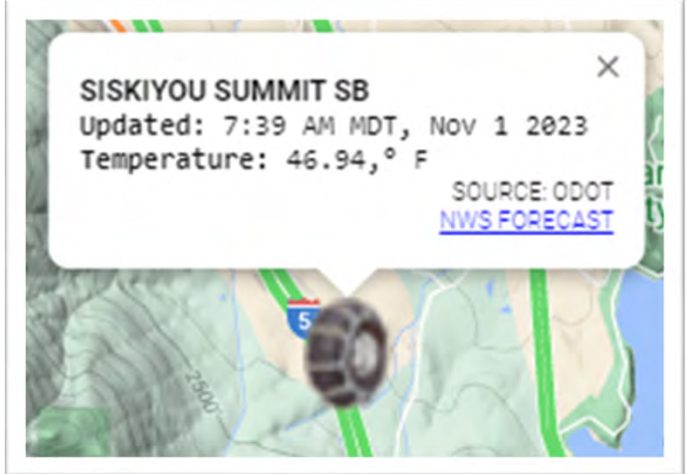 SISKIYOU SUMMIT SB
Updated: 7:39 AM MDT, Nov 1 2023
Temperature: 46.94,° F
SOURCE: ODOT
NWS FORECAST
5
2500